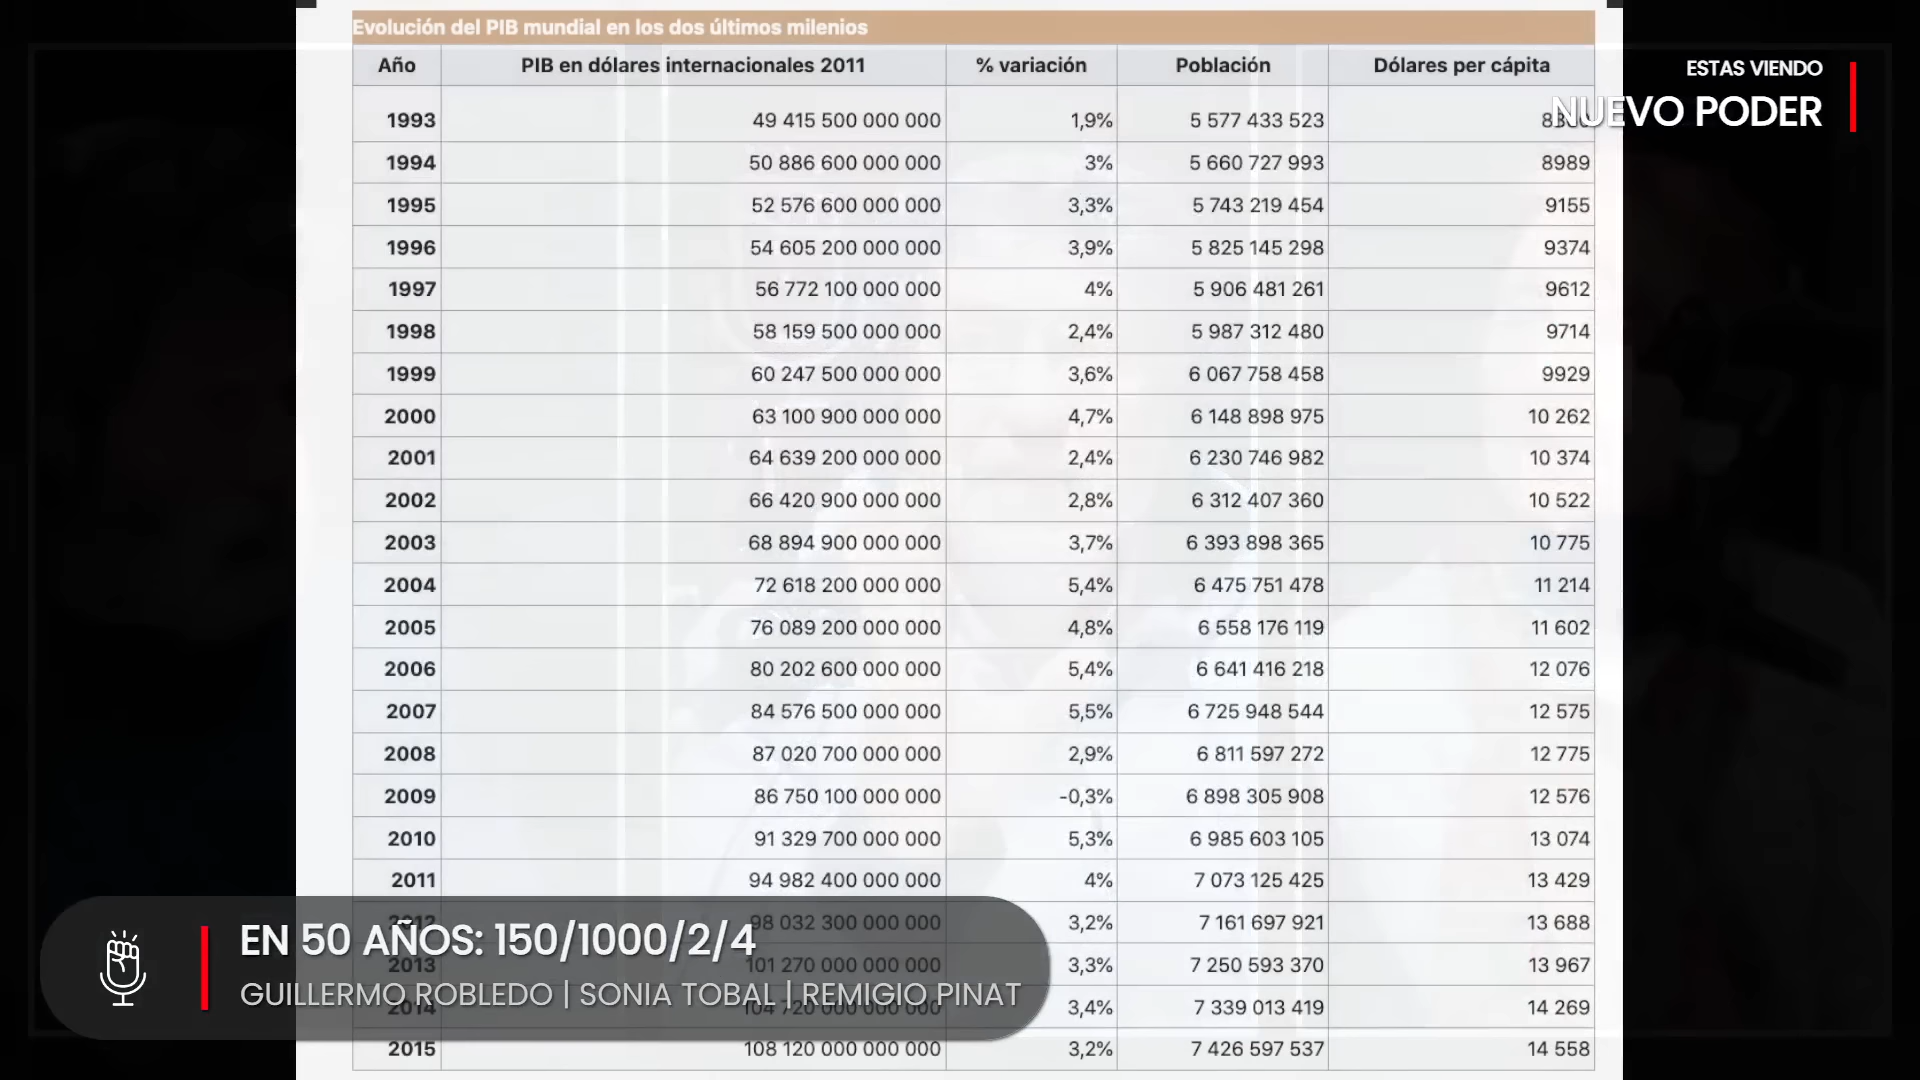 Evolución del PIB mundial en los dos últimos milenios
Año PIB en dólares internacionales 2011 % variación Población Dólares per cápita
ESTAS VIENDO
NUEVO PODER
1993 49 415 500 000 000 1,9% 5 577 433 523
1994 50 886 600 000 000 3% 5 660 727 993 8989
1995 52 576 600 000 000 3,3% 5 743 219 454 9155
1996 54 605 200 000 000 3,9% 5 825 145 298 9374
1997 56 772 100 000 000 4% 5 906 481 261 9612
1998 58 159 500 000 000 2,4% 5 987 312 480 9714
1999 60 247 500 000 000 3,6% 6 067 758 458 9929
2000 63 100 900 000 000 4,7% 6 148 898 975 10 262
2001 64 639 200 000 000 2,4% 6 230 746 982 10 374
2002 66 420 900 000 000 2,8% 6 312 407 360 10 522
2003 68 894 900 000 000 3,7% 6 393 898 365 10 775
2004 72 618 200 000 000 5,4% 6 475 751 478 11 214
2005 76 089 200 000 000 4,8% 6 558 176 119 11 602
2006 80 202 600 000 000 5,4% 6 641 416 218 12 076
2007 84 576 500 000 000 5,5% 6 725 948 544 12 575
2008 87 020 700 000 000 2,9% 6 811 597 272 12 775
2009 86 750 100 000 000 -0,3% 6 898 305 908 12 576
2010 91 329 700 000 000 5,3% 6 985 603 105 13 074
2011 94 982 400 000 000 4% 7 073 125 425 13 429
2012 98 032 300 000 000 3,2% 7 161 697 921 13 688
EN 50 AÑOS: 150/1000/2/4
2013 101 270 000 000 000 3,3% 7 250 593 370 13 967
GUILLERMO ROBLEDO | SONIA TOBAL | REMIGIO PINAT
2014 104 720 000 000 000 3,4% 7 339 013 419 14 269
2015 108 120 000 000 000 3,2% 7 426 597 537 14 558